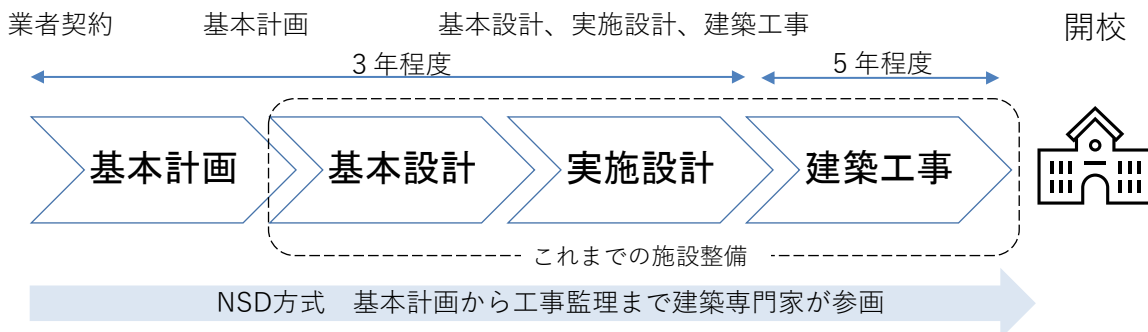 業者契約 基本計画 基本設計、実施設計、建築工事 開校
3年程度 5年程度
基本計画 基本設計 実施設計 建築工事
これまでの施設整備
NSD方式 基本計画から工事監理まで建築専門家が参画